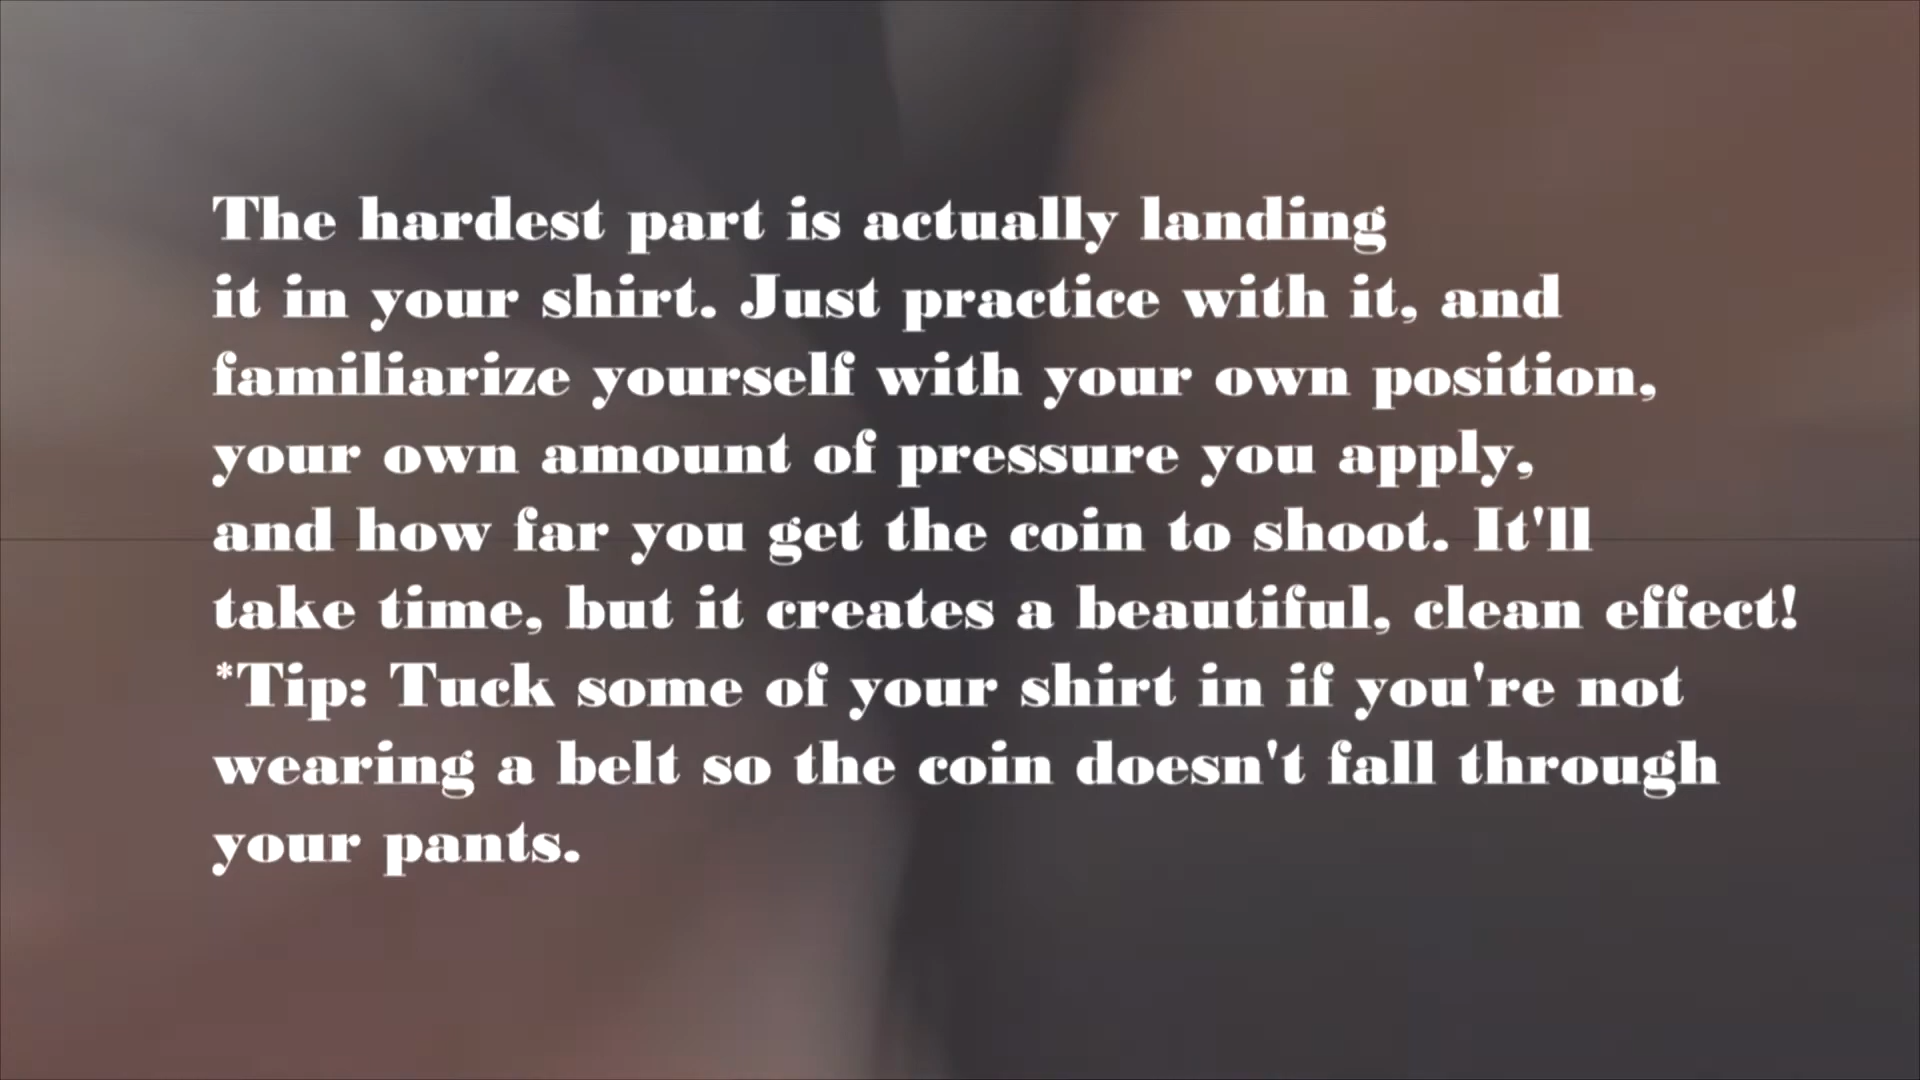 The hardest part is actually landing
it in your shirt. Just practice with it, and
familiarize yourself with your own position,
your own amount of pressure you apply,
and how far you get the coin to shoot. It'll
take time, but it creates a beautiful, clean effect!
*Tip: Tuck some of your shirt in if you're not
wearing a belt so the coin doesn't fall through
your pants.